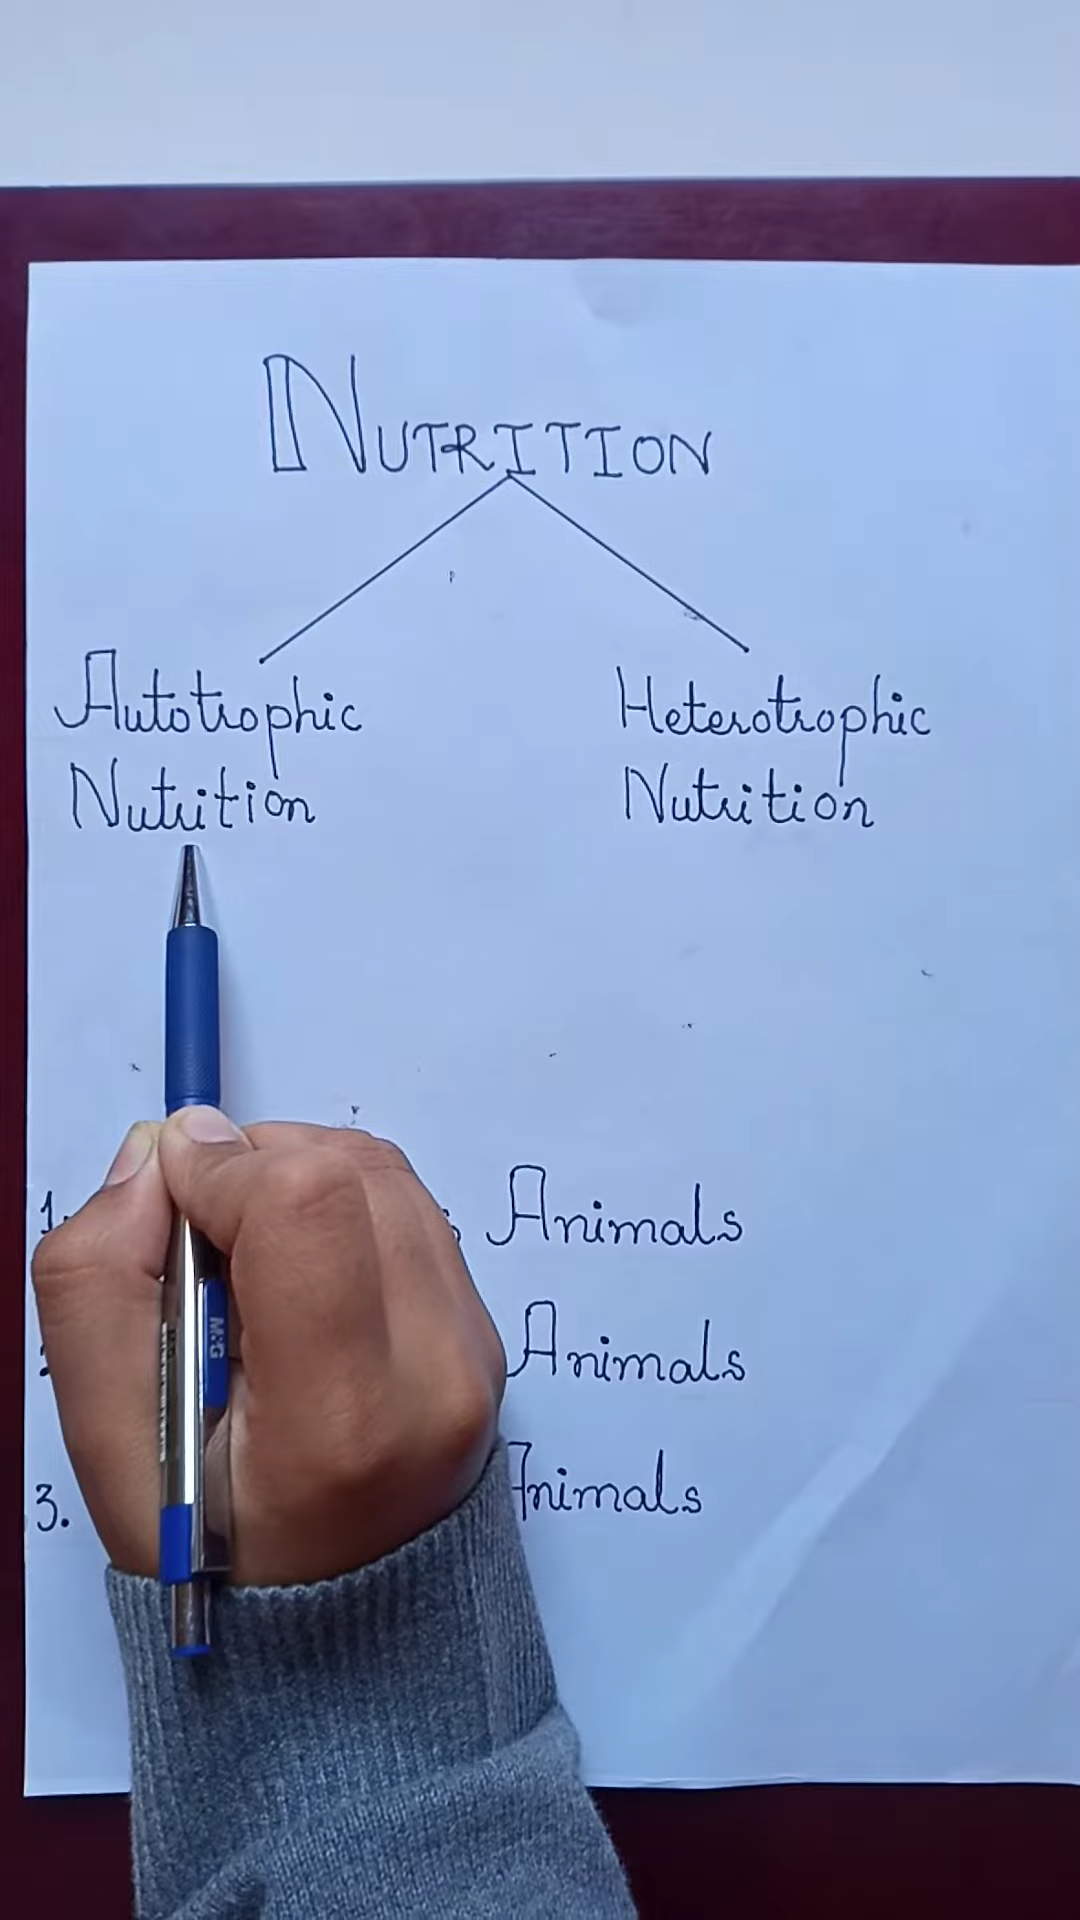 NUTRITION
Autotrophic
Nutrition
Heterotrophic
Nutrition
1.
Animals
Animals
3.
Animals
M&G